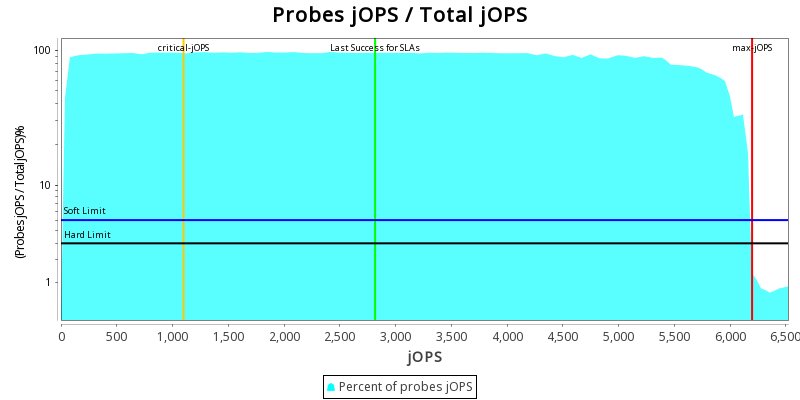 Probes jOPS / Total jOPS
critical-jOPS
Last Success for SLAs
max-jOPS
(Probes jOPS / Total jOPS)%
100
10
1
Soft Limit
Hard Limit
0 500 1,000 1,500 2,000 2,500 3,000 3,500 4,000 4,500 5,000 5,500 6,000 6,500
jOPS
Percent of probes jOPS